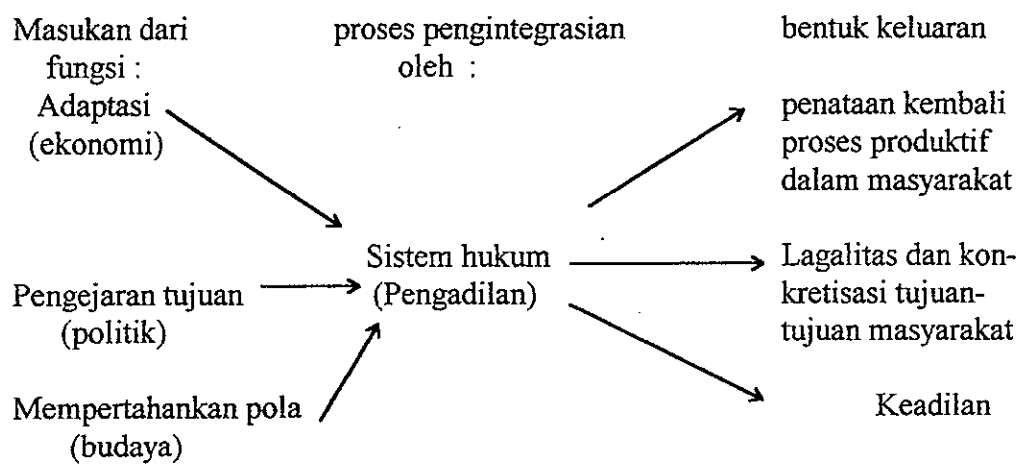 Masukan dari
fungsi :
Adaptasi
(ekonomi)
Pengejaran tujuan
(politik)
Mempertahankan pola
(budaya)
proses pengintegrasian
oleh :
Sistem hukum
(Pengadilan)
bentuk keluaran
penataan kembali
proses produktif
dalam masyarakat
Lagalitas dan kon-
kretisasi tujuan-
tujuan masyarakat
Keadilan